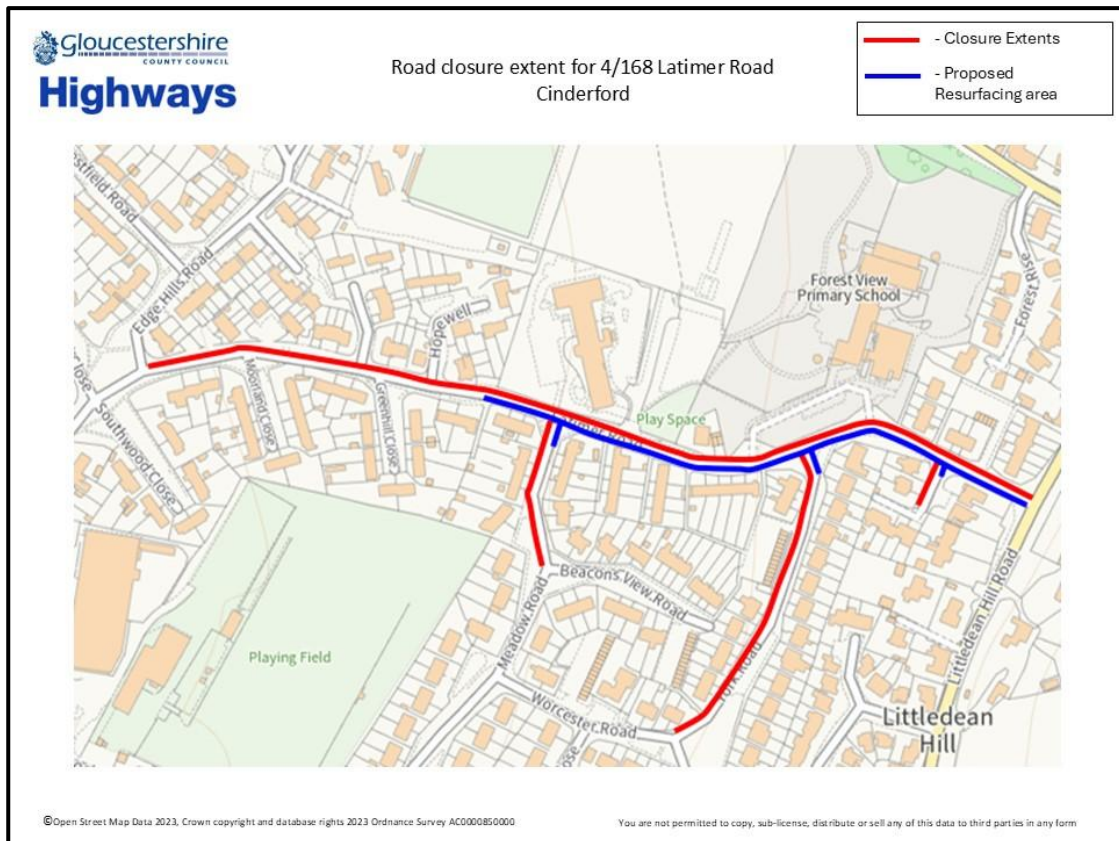 Gloucestershire
COUNTY COUNCIL
Highways
Road closure extent for 4/168 Latimer Road
Cinderford
- Closure Extents
- Proposed
Resurfacing area
Edge Hills Road
Hopewell
Forest View
Primary School
Forest Rise
Moorland Close
Greenhill Close
Southwood Close
Play Space
Beacons View Road
Meadow Road
Playing Field
Worcester Road
Littledean Hill Road
Littledean
Hill
©Open Street Map Data 2023, Crown copyright and database rights 2023 Ordnance Survey AC0000850000
You are not permitted to copy, sub-license, distribute or sell any of this data to third parties in any form